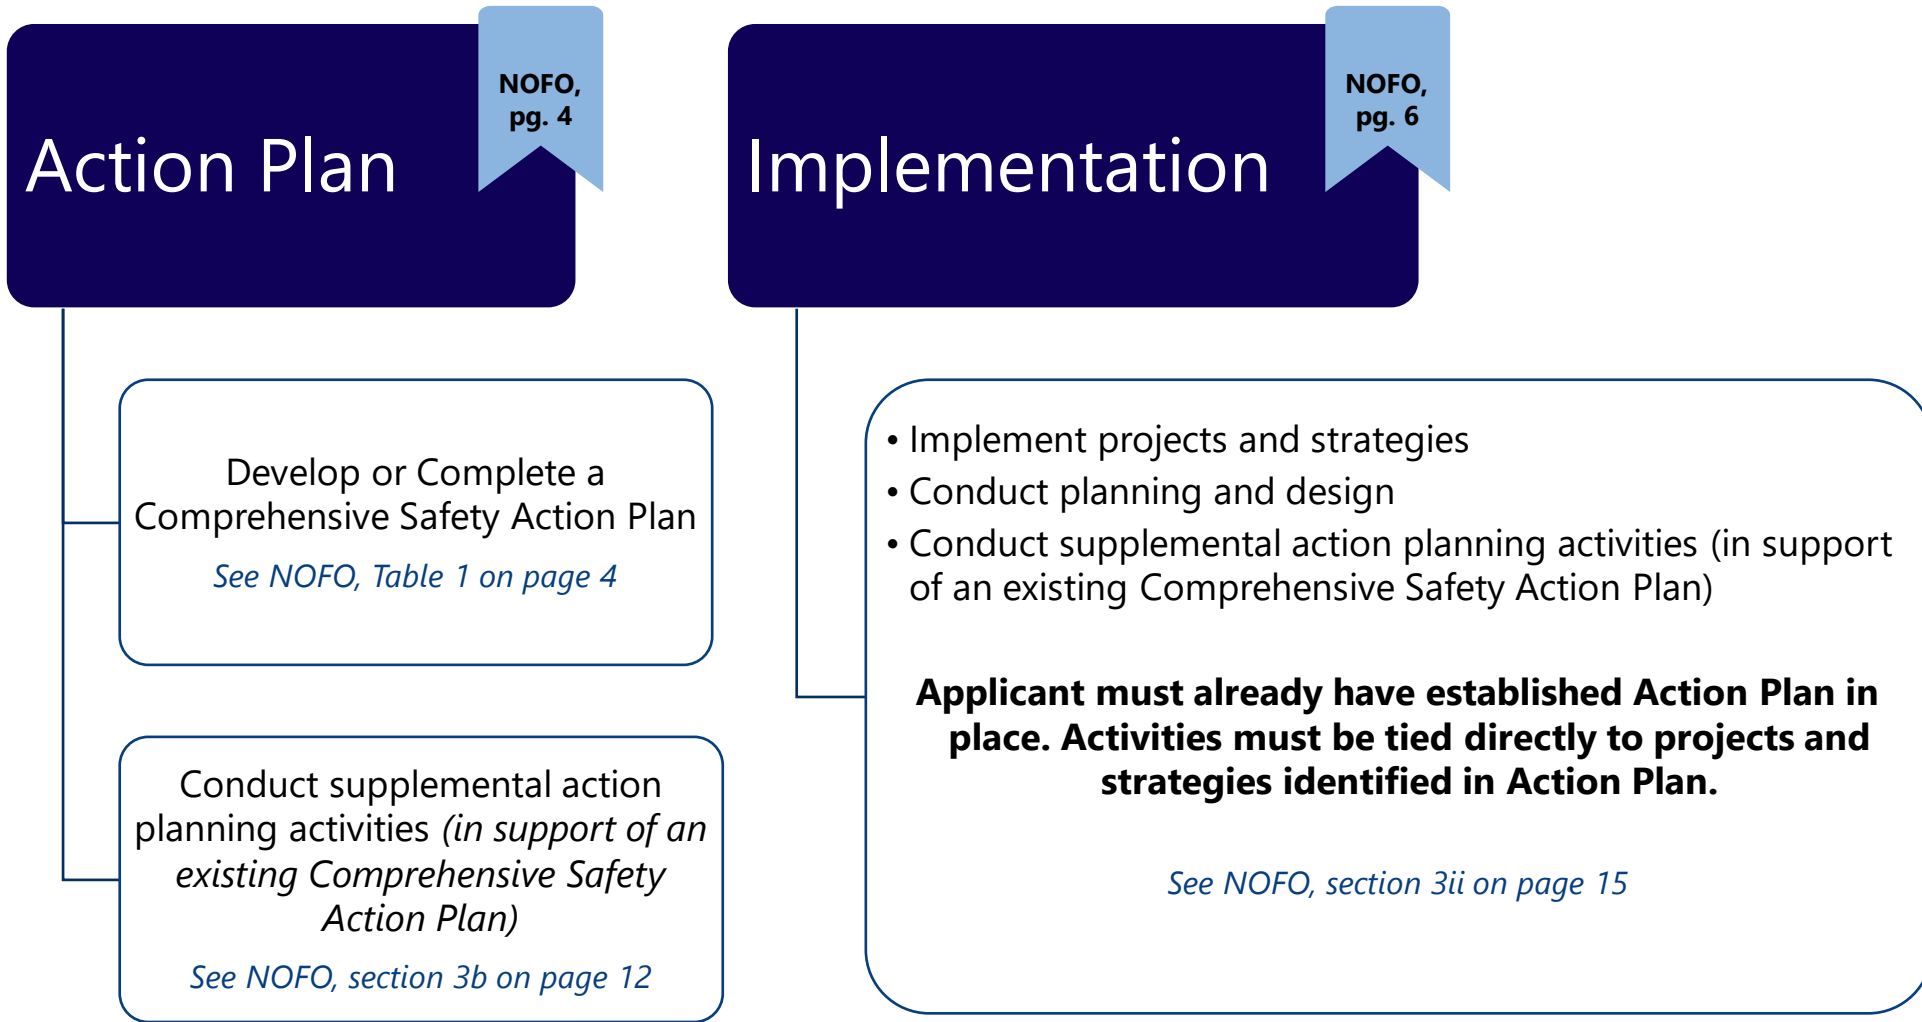 Action Plan
NOFO,
pg. 4
Develop or Complete a
Comprehensive Safety Action Plan
See NOFO, Table 1 on page 4
Conduct supplemental action
planning activities (in support of an
existing Comprehensive Safety
Action Plan)
See NOFO, section 3b on page 12
Implementation
NOFO,
pg. 6
• Implement projects and strategies
• Conduct planning and design
• Conduct supplemental action planning activities (in support
of an existing Comprehensive Safety Action Plan)
Applicant must already have established Action Plan in
place. Activities must be tied directly to projects and
strategies identified in Action Plan.
See NOFO, section 3ii on page 15